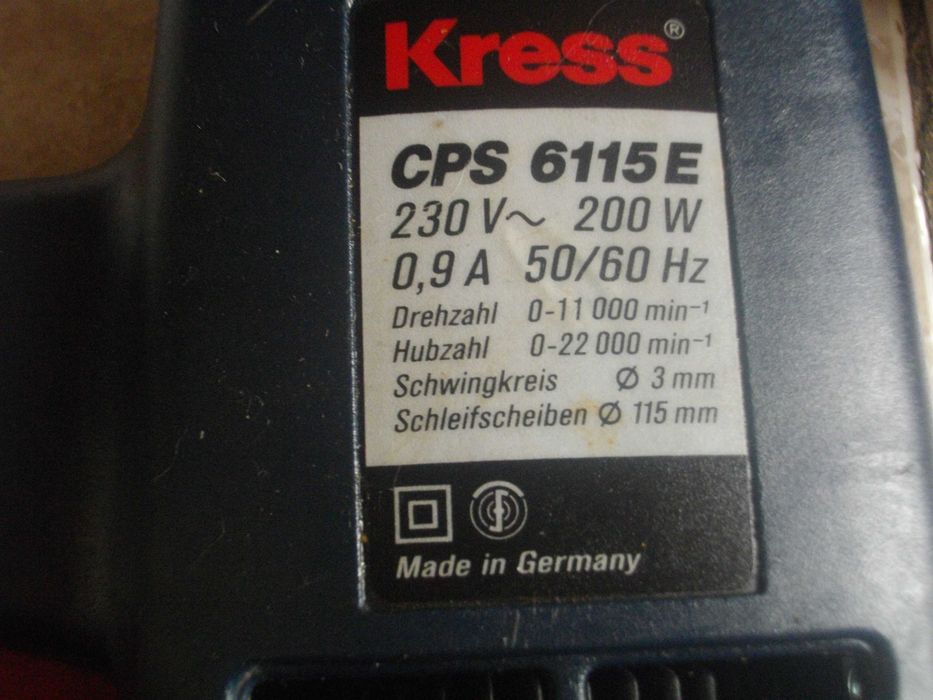 Kress®
CPS 6115E
230 V~ 200 W
0,9 A 50/60 Hz
Drehzahl 0-11 000 min⁻¹
Hubzahl 0-22 000 min⁻¹
Schwingkreis Ø 3 mm
Schleifscheiben Ø 115 mm
Made in Germany